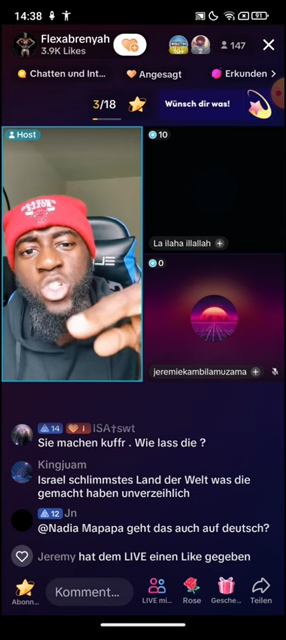 14:38
91
Flexabrenyah
3.9K Likes
147
Chatten und Int...
Angesagt
Erkunden
3/18
Wünsch dir was!
Host
10
La ilaha illallah
0
jeremiekambilamuzama
14 i ISA†swt
Sie machen kuffr . Wie lass die ?
Kingjuam
Israel schlimmstes Land der Welt was die
gemacht haben unverzeihlich
12 Jn
@Nadia Mapapa geht das auch auf deutsch?
Jeremy hat dem LIVE einen Like gegeben
Komment...
Abonn...
LIVE mi...
Rose
Gesche...
Teilen